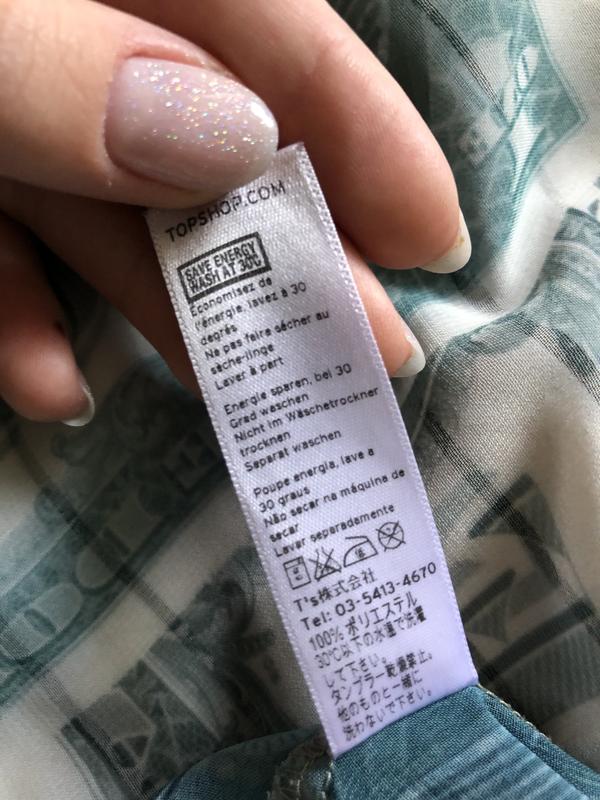 TOPSHOP.COM
SAVE ENERGY
WASH AT 30C
Économisez de
l'énergie, lavez à 30
degrés
Ne pas faire sécher au
sèche-linge
Laver à part
Energie sparen, bei 30
Grad waschen
Nicht im Wäschetrockner
trocknen
Separat waschen
Poupe energia, lave a
30 graus
Não secar na máquina de
secar
Lavar separadamente
T's株式会社
Tel: 03-5413-4670
100% ポリエステル
30℃以下の水温で洗濯
して下さい。
タンブラー乾燥禁止。
他のものと一緒に
洗わないで下さい。